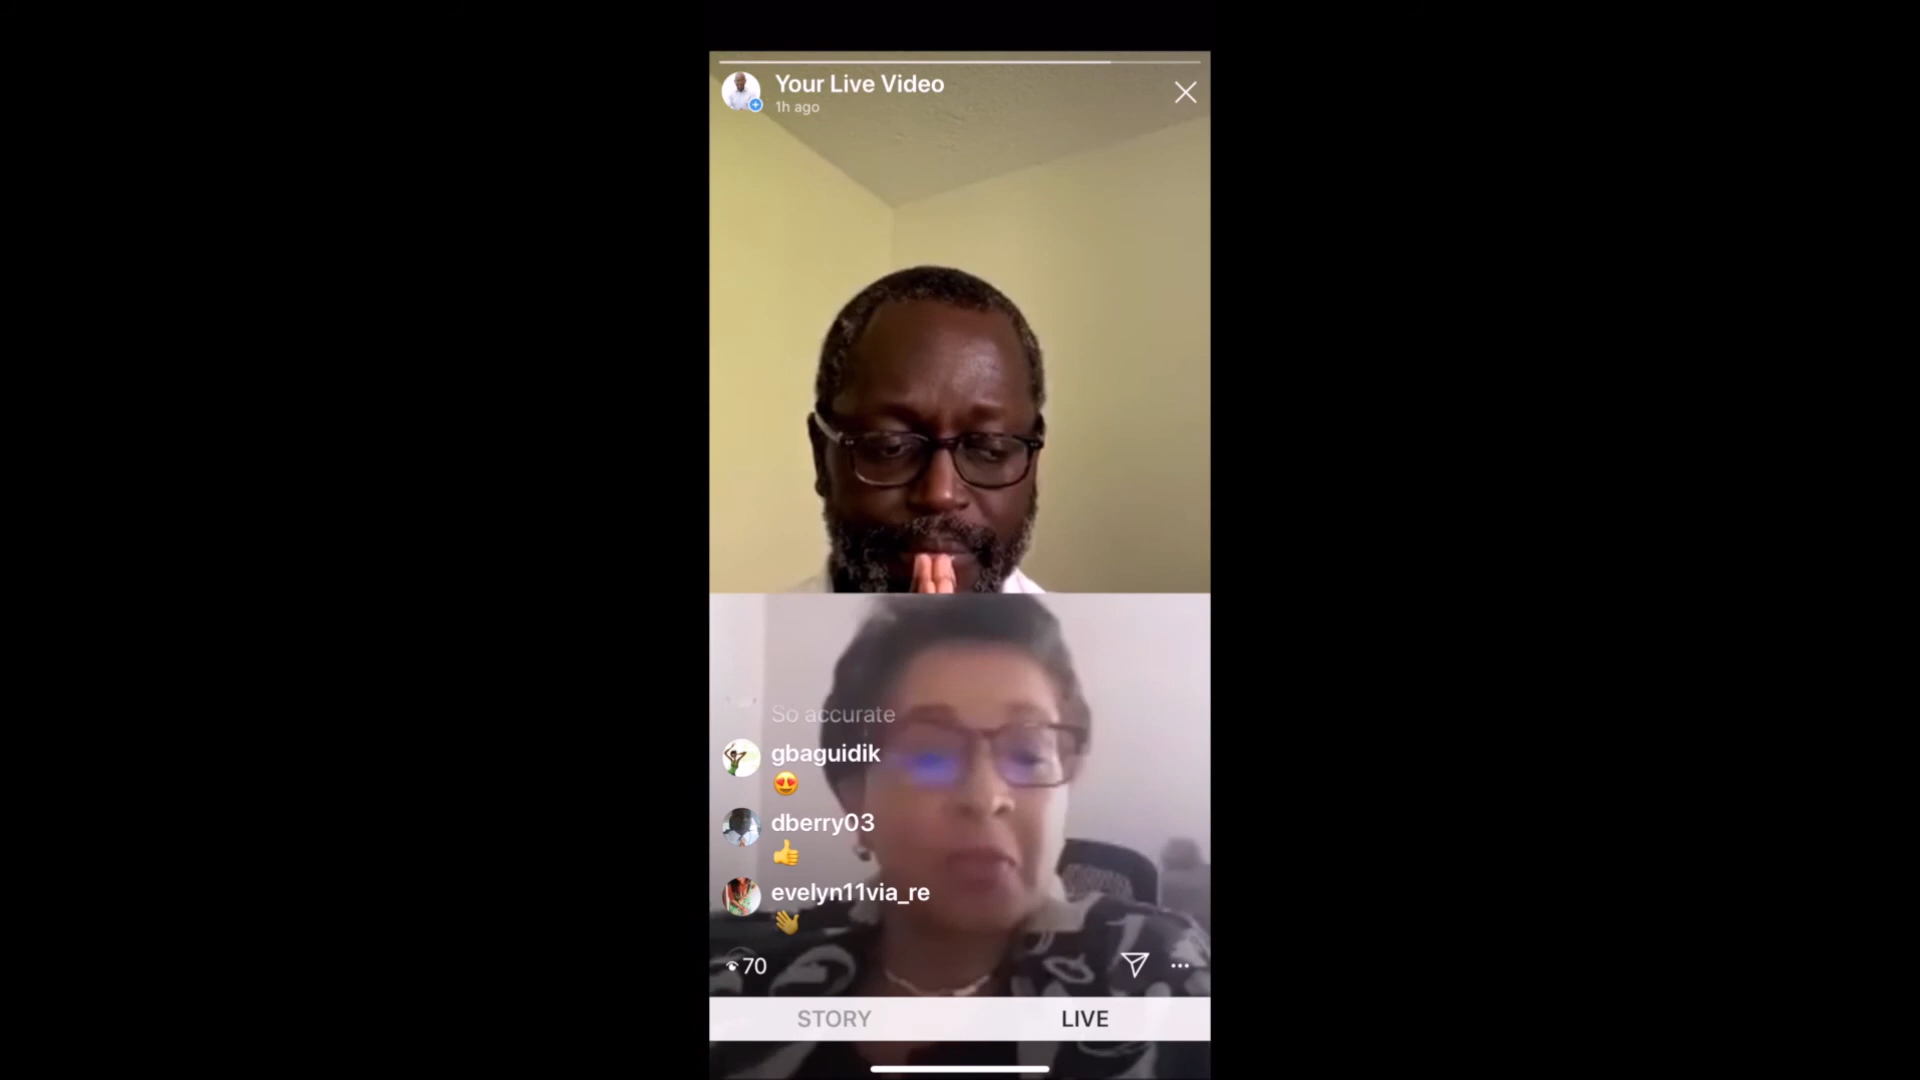 Your Live Video
1h ago
So accurate
gbaguidik
😍
dberry03
👍
evelyn11via_re
👋
70
STORY
LIVE